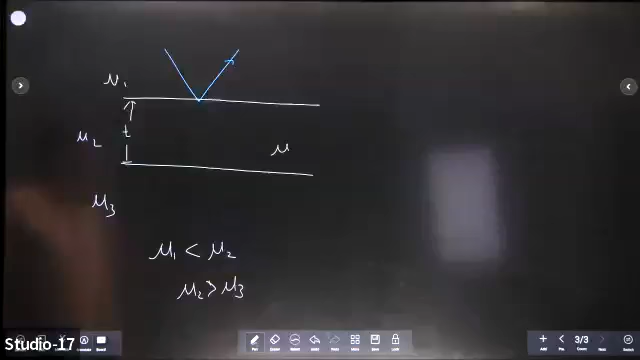 μ₁
t
μ₂
μ
μ₃
μ₁ < μ₂
μ₂ > μ₃
3/3
Studio-17